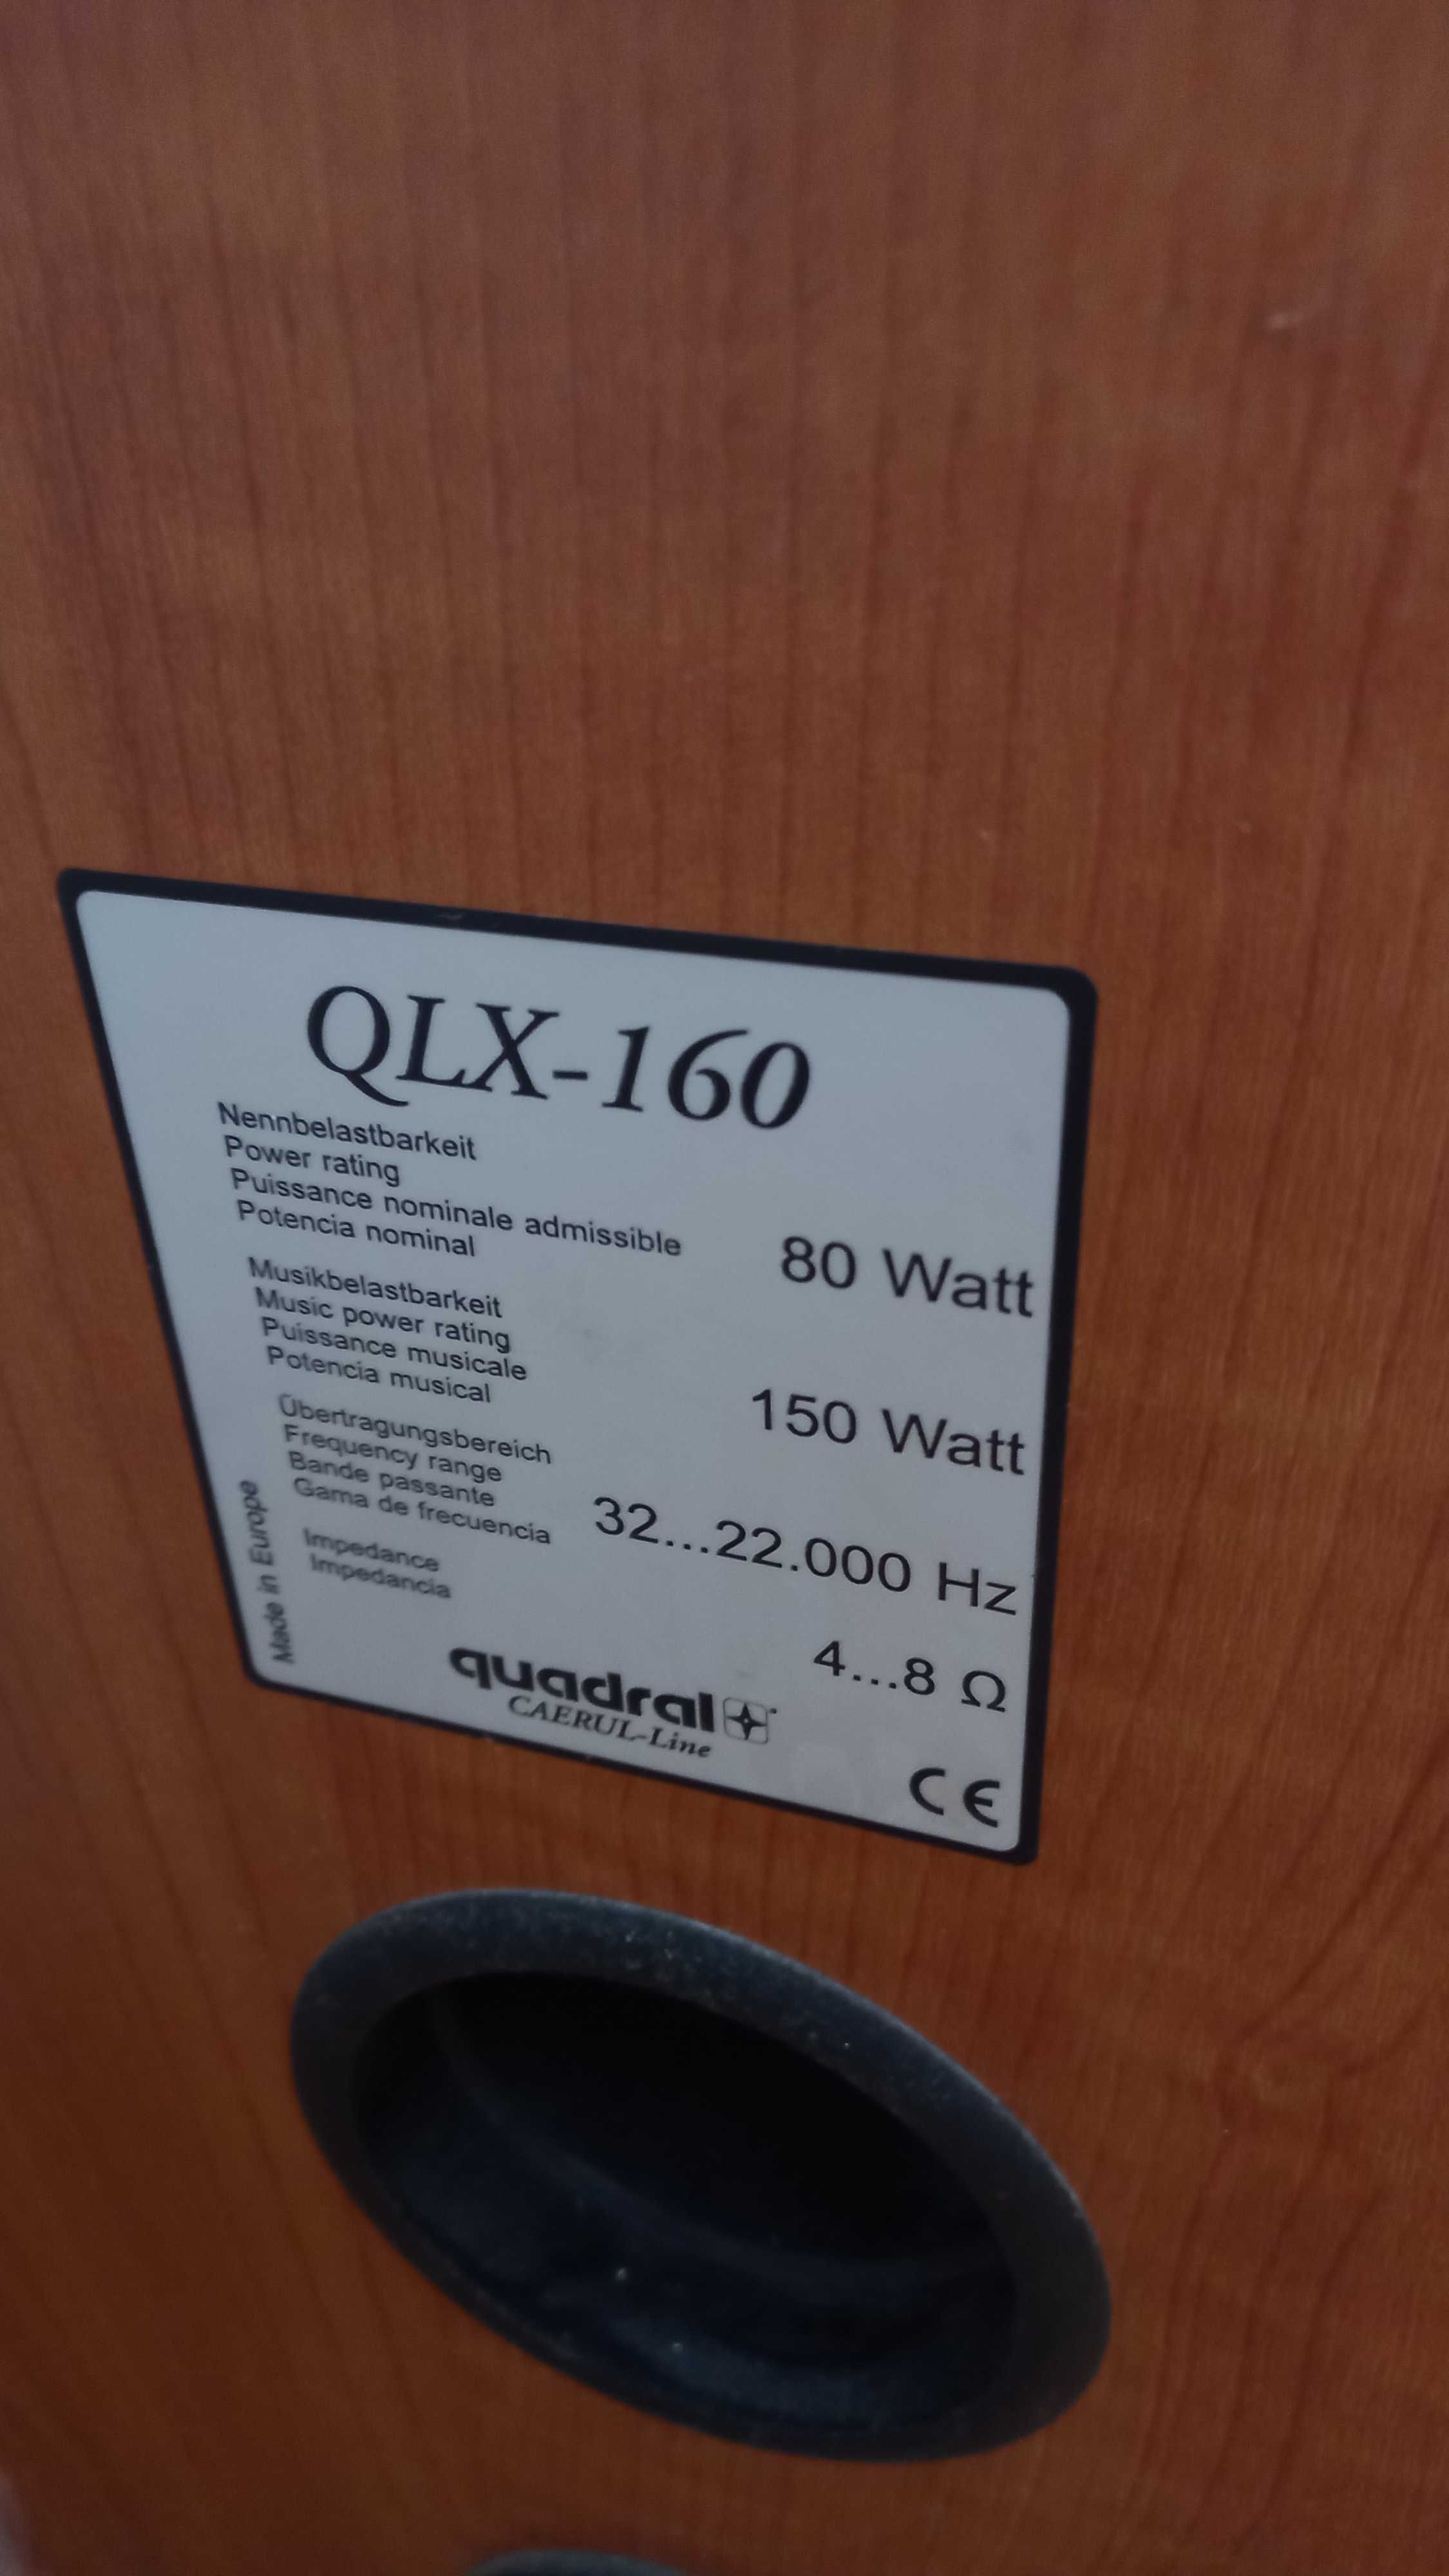 QLX-160
Nennbelastbarkeit
Power rating
Puissance nominale admissible
Potencia nominal
80 Watt
Musikbelastbarkeit
Music power rating
Puissance musicale
Potencia musical
150 Watt
Übertragungsbereich
Frequency range
Bande passante
Gama de frecuencia
32...22.000 Hz
Impedance
Impedancia
4...8 Ω
Made in Europe
quadral
CAERUL-Line
CE